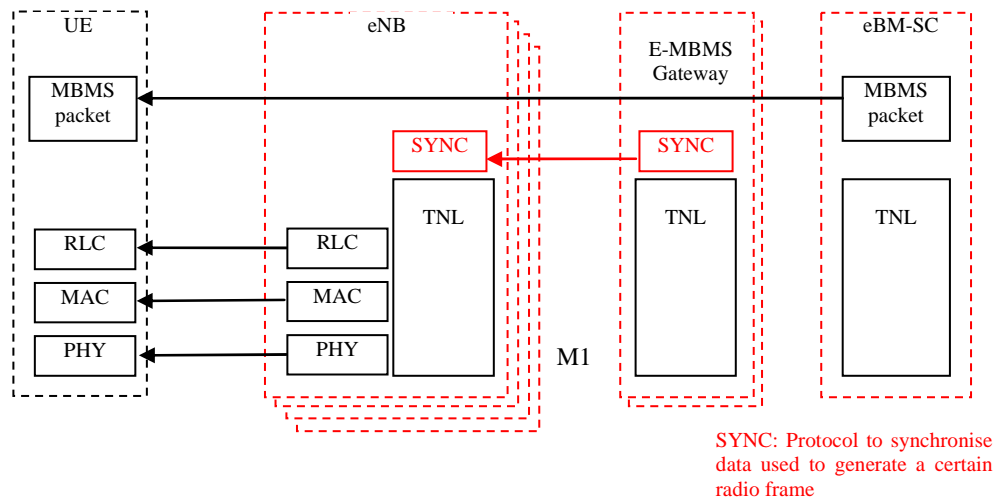 UE
eNB
E-MBMS
Gateway
eBM-SC
MBMS
packet
MBMS
packet
SYNC
SYNC
TNL
TNL
TNL
RLC
RLC
MAC
MAC
PHY
PHY
M1
SYNC: Protocol to synchronise
data used to generate a certain
radio frame